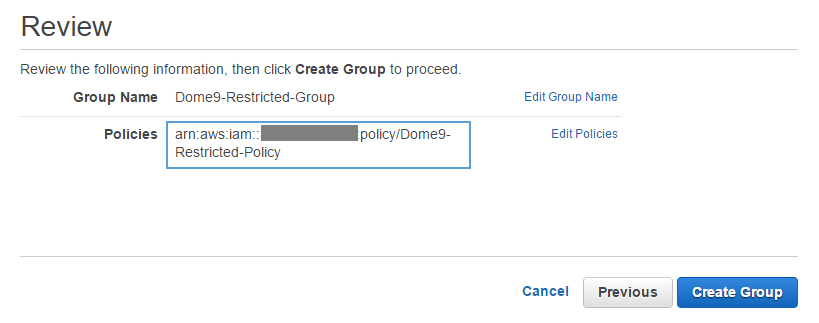 Review
Review the following information, then click Create Group to proceed.
Group Name Dome9-Restricted-Group Edit Group Name
Policies arn:aws:iam:: :policy/Dome9- Edit Policies
Restricted-Policy
Cancel Previous Create Group